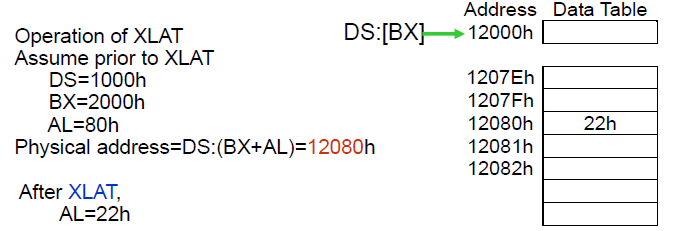 Address Data Table
Operation of XLAT
DS:[BX] 12000h
Assume prior to XLAT
DS=1000h
BX=2000h
AL=80h
Physical address=DS:(BX+AL)=12080h
After XLAT,
AL=22h
1207Eh
1207Fh
12080h 22h
12081h
12082h